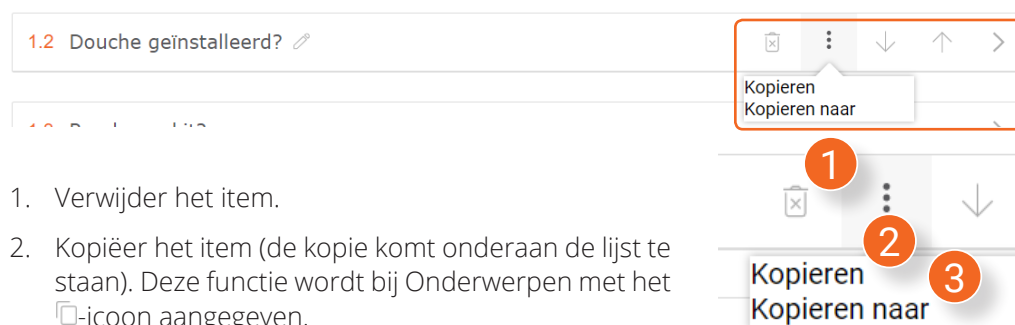 1.2 Douche geïnstalleerd?
Kopieren
Kopieren naar
1
1. Verwijder het item.
2. Kopiëer het item (de kopie komt onderaan de lijst te
staan). Deze functie wordt bij Onderwerpen met het
-icoon aangegeven.
2
Kopieren
3
Kopieren naar